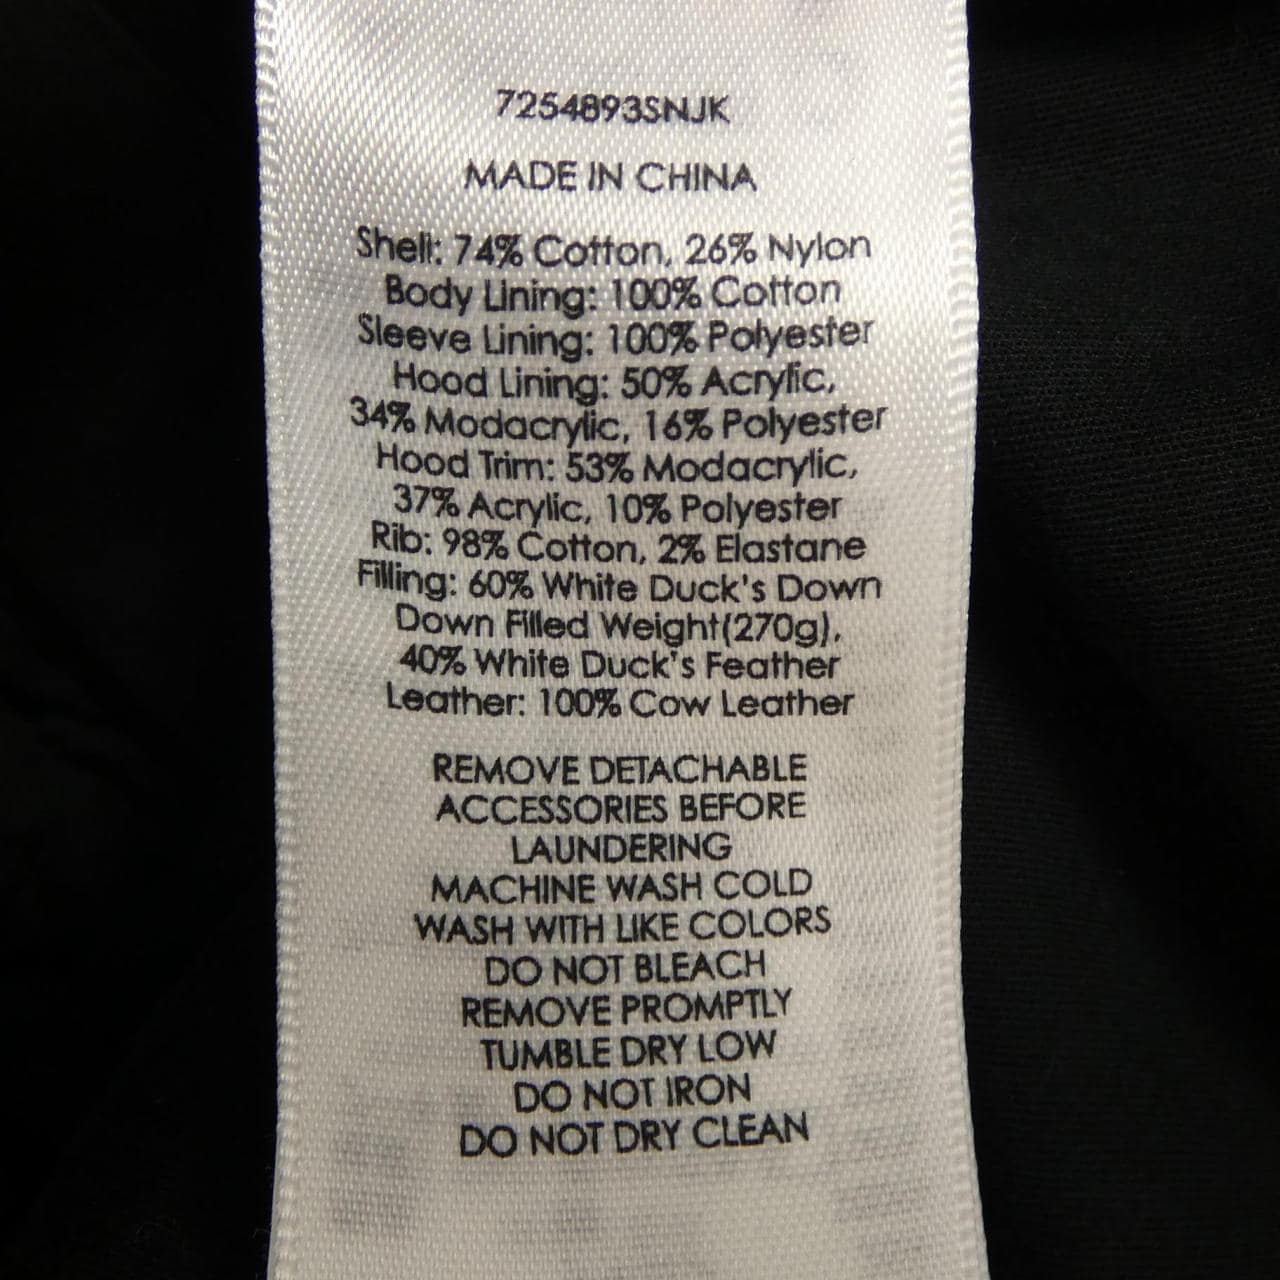 7254893SNJK
MADE IN CHINA
Shell: 74% Cotton, 26% Nylon
Body Lining: 100% Cotton
Sleeve Lining: 100% Polyester
Hood Lining: 50% Acrylic,
34% Modacrylic, 16% Polyester
Hood Trim: 53% Modacrylic,
37% Acrylic, 10% Polyester
Rib: 98% Cotton, 2% Elastane
Filling: 60% White Duck's Down
Down Filled Weight(270g),
40% White Duck's Feather
Leather: 100% Cow Leather
REMOVE DETACHABLE
ACCESSORIES BEFORE
LAUNDERING
MACHINE WASH COLD
WASH WITH LIKE COLORS
DO NOT BLEACH
REMOVE PROMPTLY
TUMBLE DRY LOW
DO NOT IRON
DO NOT DRY CLEAN